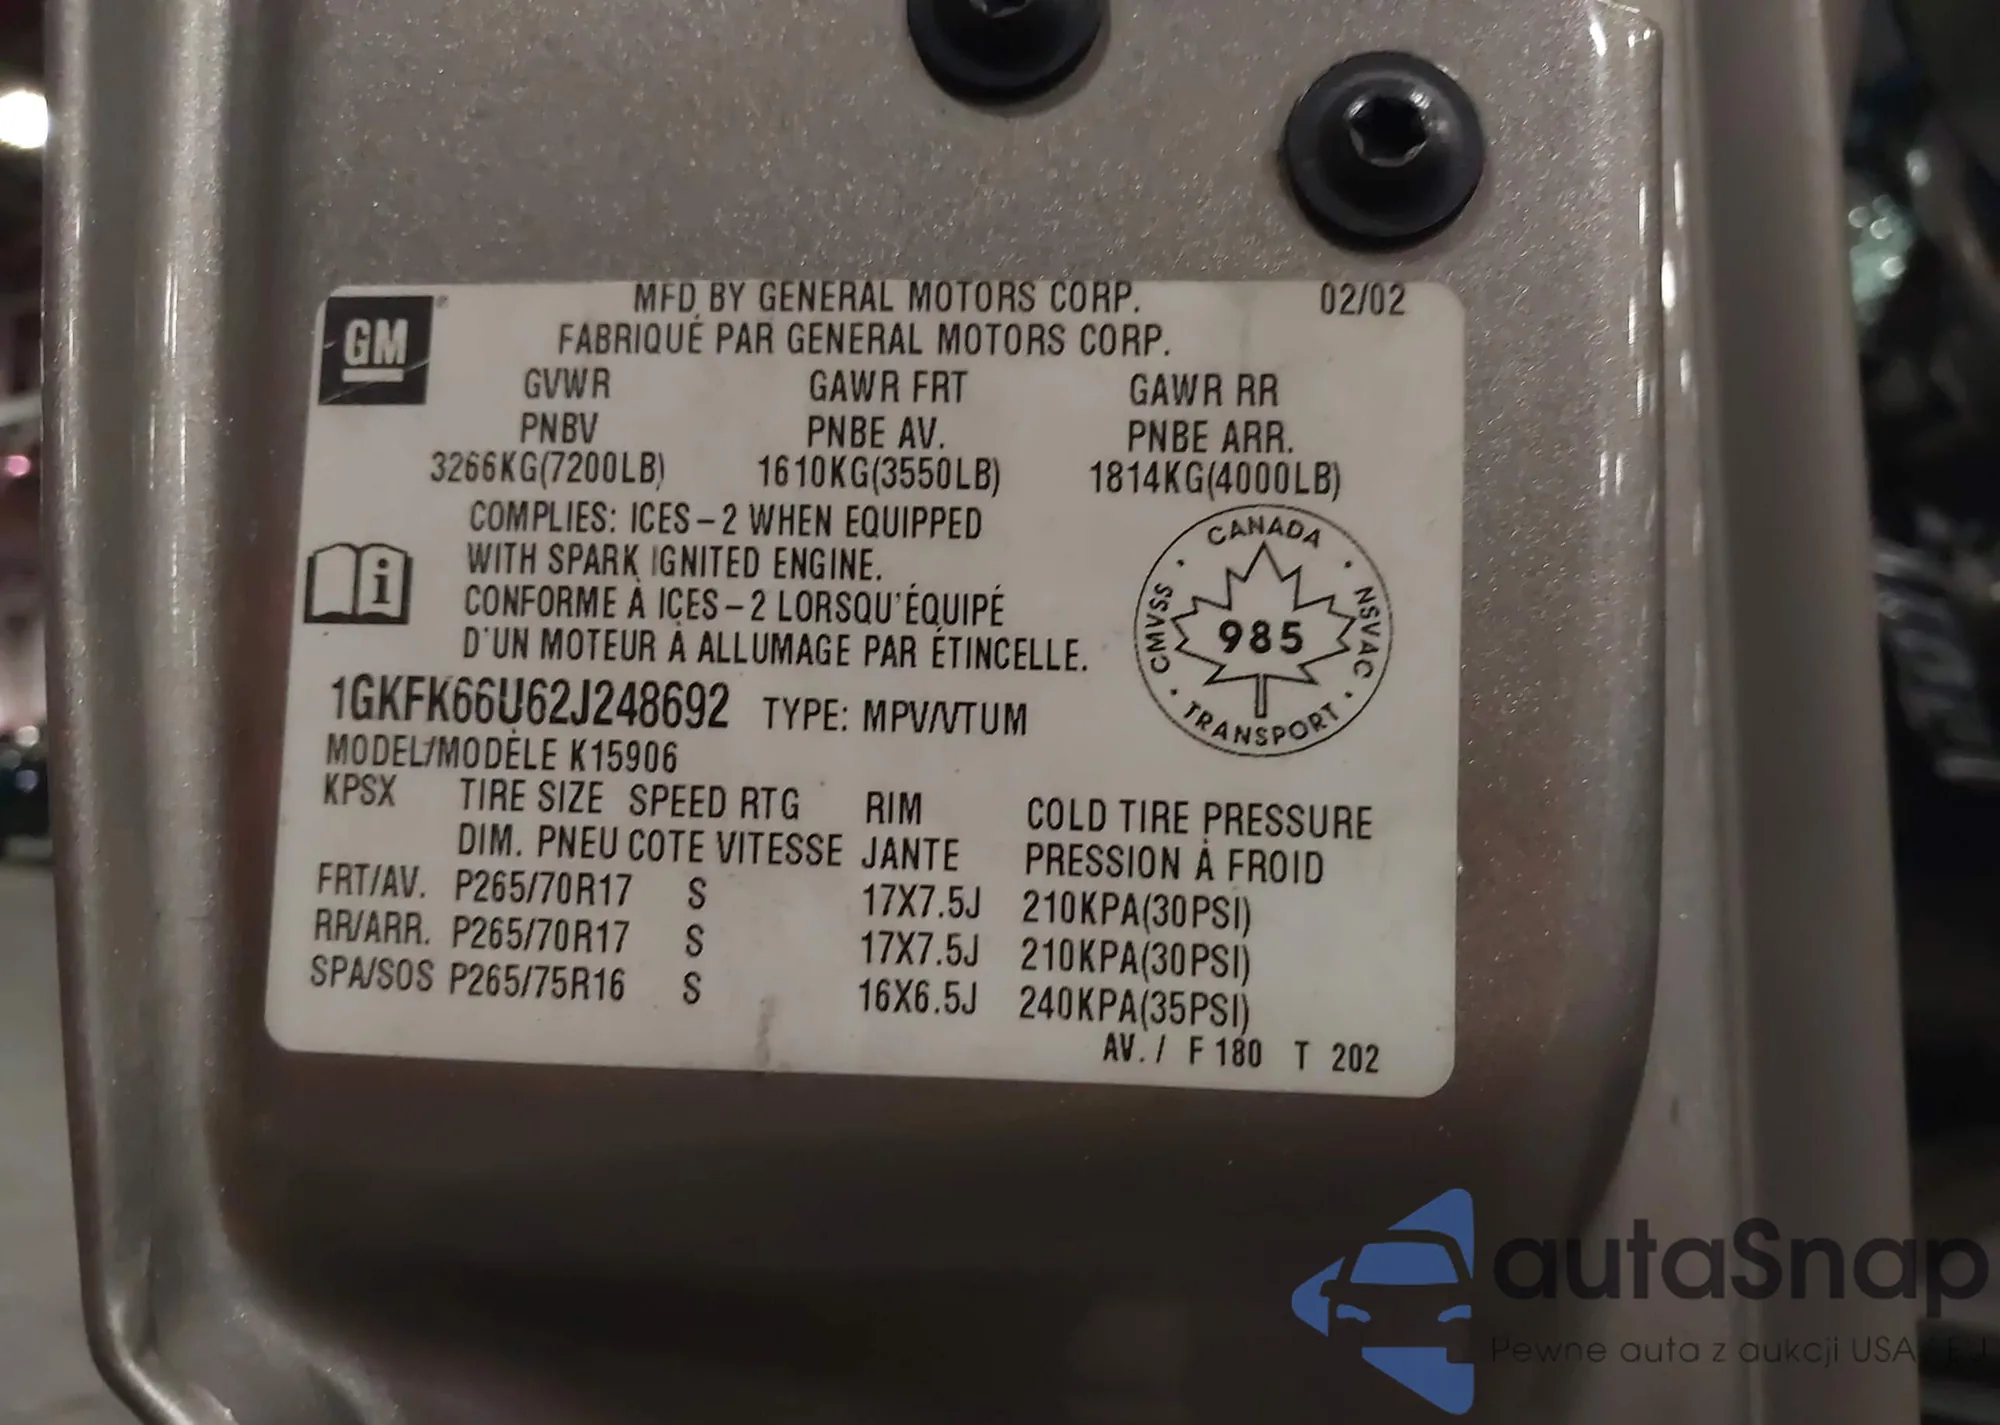 MFD BY GENERAL MOTORS CORP. 02/02
FABRIQUÉ PAR GENERAL MOTORS CORP.
GM
GVWR GAWR FRT GAWR RR
PNBV PNBE AV. PNBE ARR.
3266KG(7200LB) 1610KG(3550LB) 1814KG(4000LB)
COMPLIES: ICES-2 WHEN EQUIPPED
WITH SPARK IGNITED ENGINE.
CONFORME À ICES-2 LORSQU'ÉQUIPÉ
D'UN MOTEUR À ALLUMAGE PAR ÉTINCELLE.
i
CANADA
CMVSS 985 NSVAC
TRANSPORT
1GKFK66U62J248692 TYPE: MPV/VTUM
MODEL/MODÈLE K15906
KPSX TIRE SIZE SPEED RTG RIM COLD TIRE PRESSURE
DIM. PNEU COTE VITESSE JANTE PRESSION À FROID
FRT/AV. P265/70R17 S 17X7.5J 210KPA(30PSI)
RR/ARR. P265/70R17 S 17X7.5J 210KPA(30PSI)
SPA/SOS P265/75R16 S 16X6.5J 240KPA(35PSI)
AV. / F 180 T 202
autaSnap
Pewne auta z aukcji USA